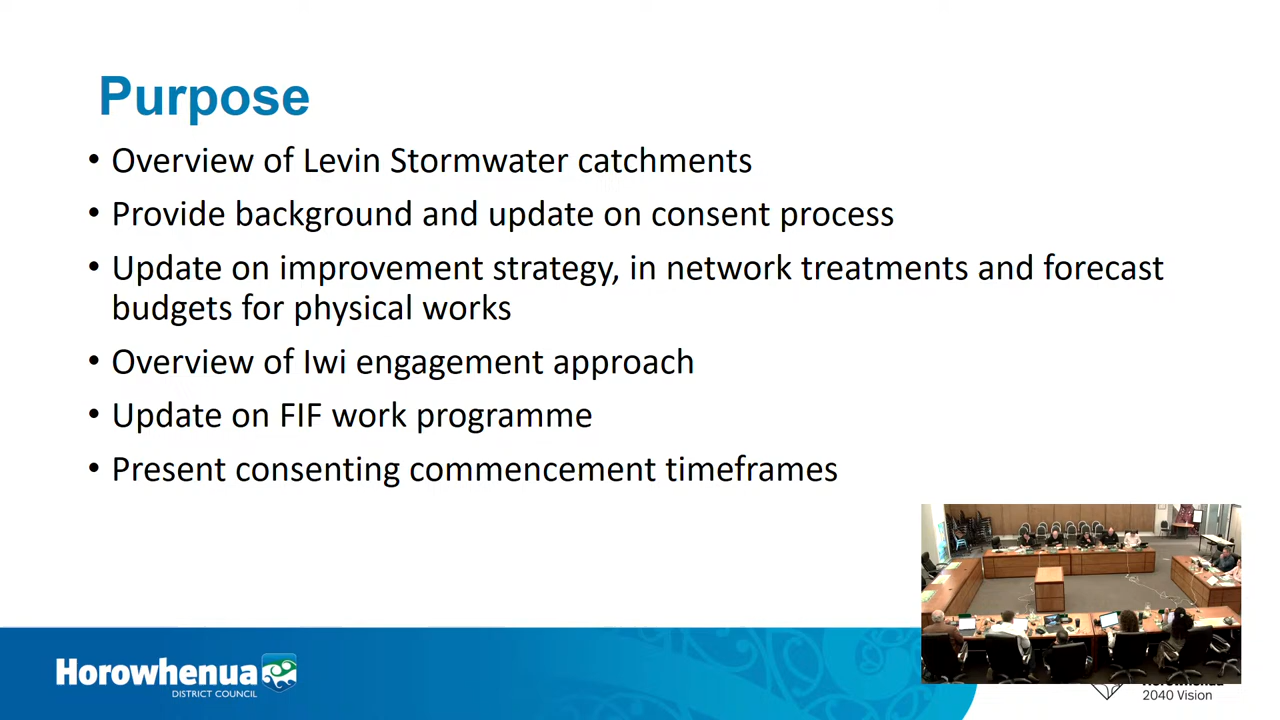 Purpose
• Overview of Levin Stormwater catchments
• Provide background and update on consent process
• Update on improvement strategy, in network treatments and forecast
budgets for physical works
• Overview of Iwi engagement approach
• Update on FIF work programme
• Present consenting commencement timeframes
Horowhenua
DISTRICT COUNCIL
2040 Vision